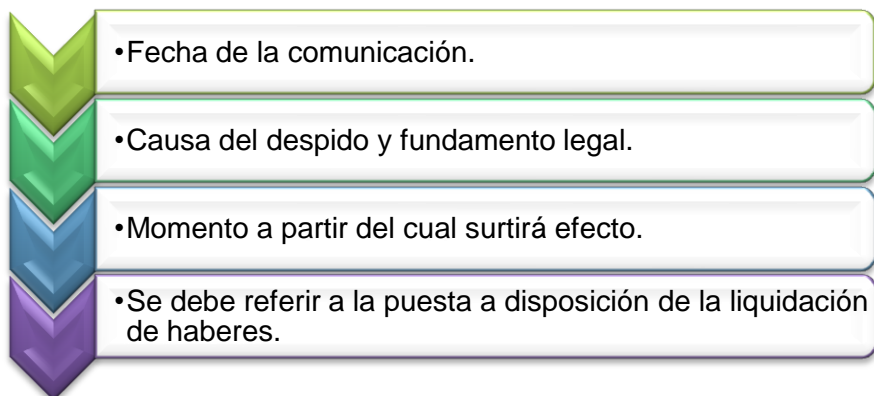 •Fecha de la comunicación.
•Causa del despido y fundamento legal.
•Momento a partir del cual surtirá efecto.
•Se debe referir a la puesta a disposición de la liquidación
de haberes.